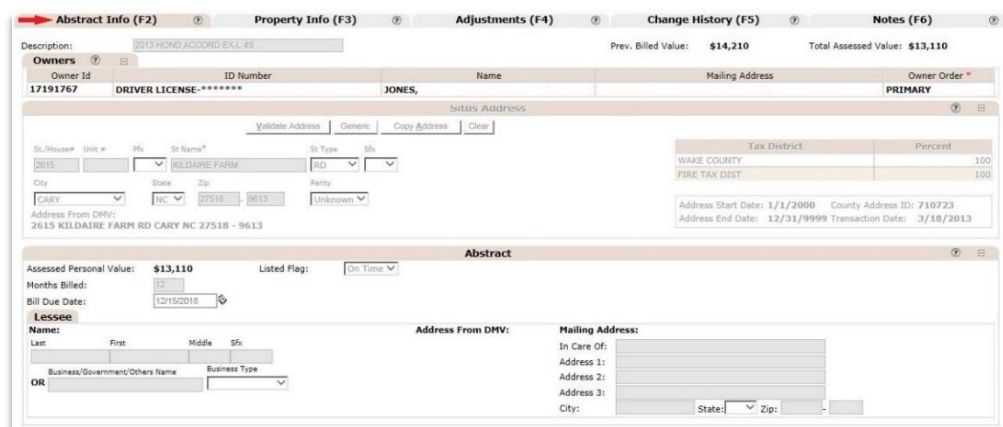 Abstract Info (F2) Property Info (F3) Adjustments (F4) Change History (F5) Notes (F6)
Description: 2013 HOND ACCORD EX-L 4S Prev. Billed Value: $14,210 Total Assessed Value: $13,110
Owners
Owner Id ID Number Name Mailing Address Owner Order *
17191767 DRIVER LICENSE-******* JONES, PRIMARY
Situs Address
Validate Address Generic Copy Address Clear
St./House# Unit # Pfx St Name* St Type Sfx Tax District Percent
2615 KILDAIRE FARM RD WAKE COUNTY 100
FIRE TAX DIST 100
City State Zip Parity
CARY NC 27518 - 9613 Unknown
Address Start Date: 1/1/2000 County Address ID: 710723
Address From DMV: Address End Date: 12/31/9999 Transaction Date: 3/18/2013
2615 KILDAIRE FARM RD CARY NC 27518 - 9613
Abstract
Assessed Personal Value: $13,110 Listed Flag: On Time
Months Billed: 12
Bill Due Date: 12/15/2016
Lessee
Name: Address From DMV: Mailing Address:
Last First Middle Sfx In Care Of:
Address 1:
Business/Government/Others Name Business Type Address 2:
OR
Address 3:
City: State: Zip: -